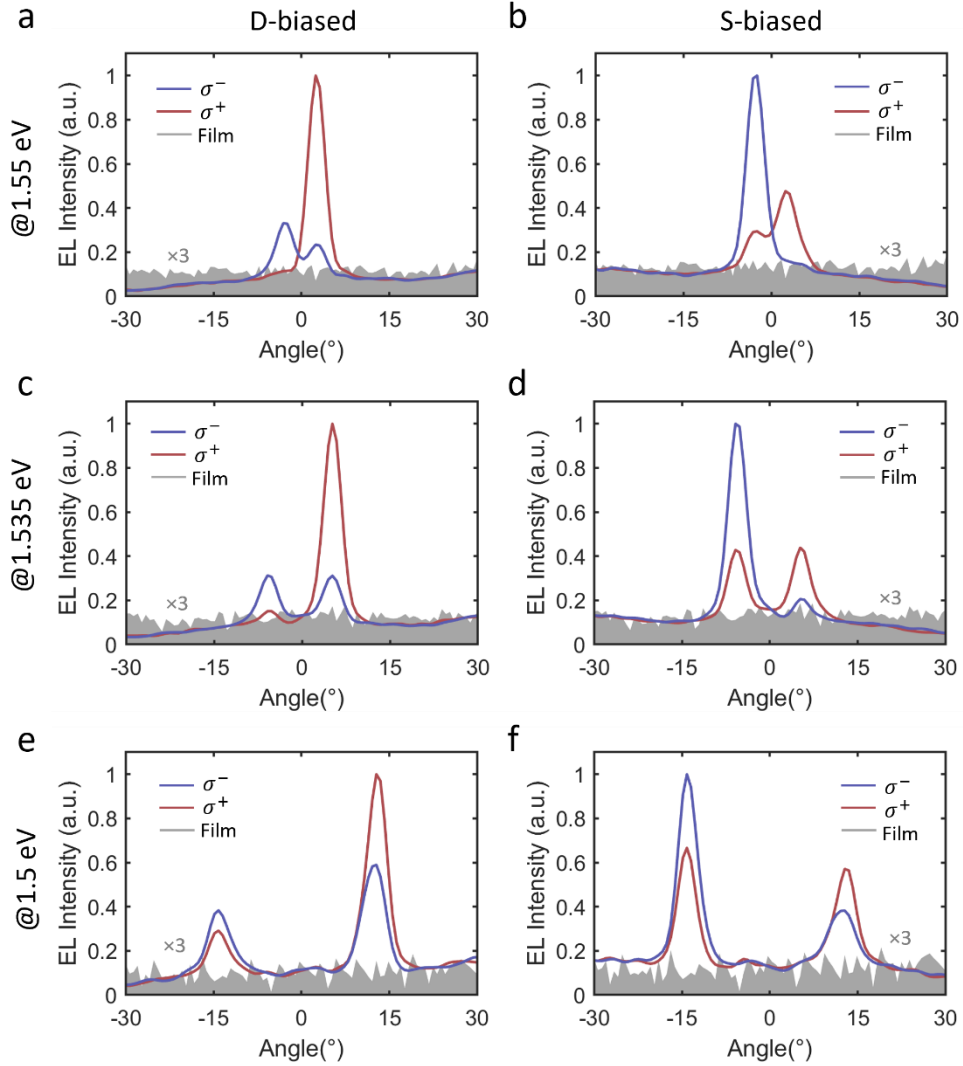 D-biased
S-biased
a
b
@1.55 eV
EL Intensity (a.u.)
1
0.8
0.6
0.4
0.2
0
σ−
σ+
Film
×3
-30
-15
0
15
30
Angle(°)
EL Intensity (a.u.)
1
0.8
0.6
0.4
0.2
0
σ−
σ+
Film
×3
-30
-15
0
15
30
Angle(°)
c
d
@1.535 eV
EL Intensity (a.u.)
1
0.8
0.6
0.4
0.2
0
σ−
σ+
Film
×3
-30
-15
0
15
30
Angle(°)
EL Intensity (a.u.)
1
0.8
0.6
0.4
0.2
0
σ−
σ+
Film
×3
-30
-15
0
15
30
Angle(°)
e
f
@1.5 eV
EL Intensity (a.u.)
1
0.8
0.6
0.4
0.2
0
σ−
σ+
Film
×3
-30
-15
0
15
30
Angle(°)
EL Intensity (a.u.)
1
0.8
0.6
0.4
0.2
0
σ−
σ+
Film
×3
-30
-15
0
15
30
Angle(°)